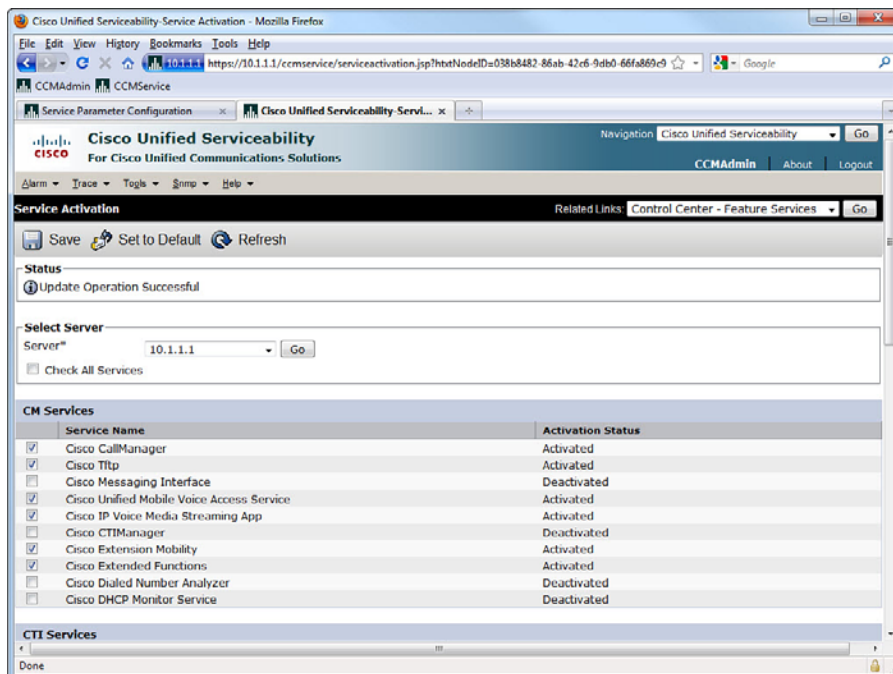 Cisco Unified Serviceability-Service Activation - Mozilla Firefox
File Edit View History Bookmarks Tools Help
10.1.1.1 https://10.1.1.1/ccmservice/serviceactivation.jsp?htxtNodeID=038b8482-86ab-42c6-9db0-66fa869c9 Google
CCMAdmin CCMService
Service Parameter Configuration Cisco Unified Serviceability-Servi...
cisco Cisco Unified Serviceability Navigation Cisco Unified Serviceability Go
For Cisco Unified Communications Solutions CCMAdmin About Logout
Alarm Trace Tools Snmp Help
Service Activation Related Links: Control Center - Feature Services Go
Save Set to Default Refresh
Status
Update Operation Successful
Select Server
Server* 10.1.1.1 Go
Check All Services
CM Services
Service Name Activation Status
Cisco CallManager Activated
Cisco Tftp Activated
Cisco Messaging Interface Deactivated
Cisco Unified Mobile Voice Access Service Activated
Cisco IP Voice Media Streaming App Activated
Cisco CTIManager Deactivated
Cisco Extension Mobility Activated
Cisco Extended Functions Activated
Cisco Dialed Number Analyzer Deactivated
Cisco DHCP Monitor Service Deactivated
CTI Services
Done